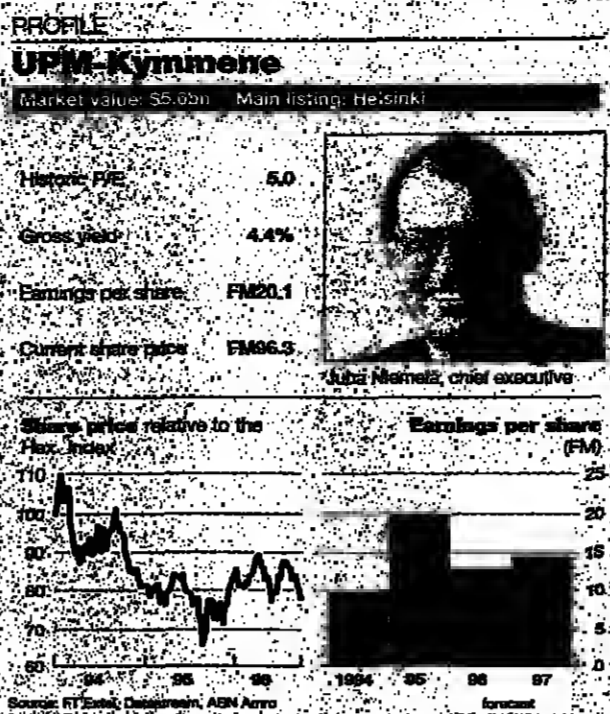 PROFILE
UPM-Kymmene
Market value: $5.6bn Main listing: Helsinki
Historic P/E 5.0
Gross yield 4.4%
Earnings per share FM20.1
Current share price FM96.3
Juha Niemela, chief executive
Share price relative to the
Hex Index
110
100
90
80
70
60
94 95 96
Earnings per share
(FM)
25
20
15
10
5
0
1994 95 96 97
forecast
Source: FT Extel, Datastream, ABN Amro